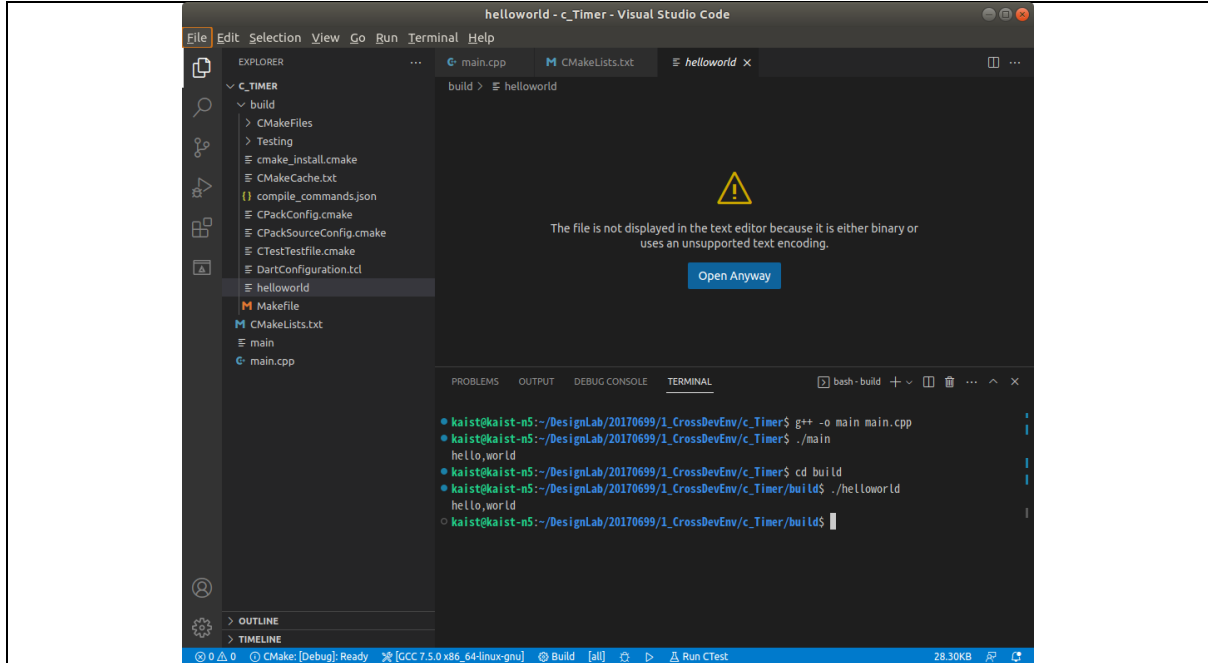 helloworld - c_Timer - Visual Studio Code
File Edit Selection View Go Run Terminal Help
EXPLORER
C_TIMER
build
CMakeFiles
Testing
cmake_install.cmake
CMakeCache.txt
{} compile_commands.json
CPackConfig.cmake
CPackSourceConfig.cmake
CTestTestfile.cmake
DartConfiguration.tcl
helloworld
M Makefile
M CMakeLists.txt
main
main.cpp
main.cpp M CMakeLists.txt helloworld
build > helloworld
The file is not displayed in the text editor because it is either binary or
uses an unsupported text encoding.
Open Anyway
PROBLEMS OUTPUT DEBUG CONSOLE TERMINAL bash - build
kaist@kaist-n5:~/DesignLab/20170699/1_CrossDevEnv/c_Timer$ g++ -o main main.cpp
kaist@kaist-n5:~/DesignLab/20170699/1_CrossDevEnv/c_Timer$ ./main
hello,world
kaist@kaist-n5:~/DesignLab/20170699/1_CrossDevEnv/c_Timer$ cd build
kaist@kaist-n5:~/DesignLab/20170699/1_CrossDevEnv/c_Timer/build$ ./helloworld
hello,world
kaist@kaist-n5:~/DesignLab/20170699/1_CrossDevEnv/c_Timer/build$
OUTLINE
TIMELINE
0 0 CMake: [Debug]: Ready [GCC 7.5.0 x86_64-linux-gnu] Build [all] Run CTest 28.30KB